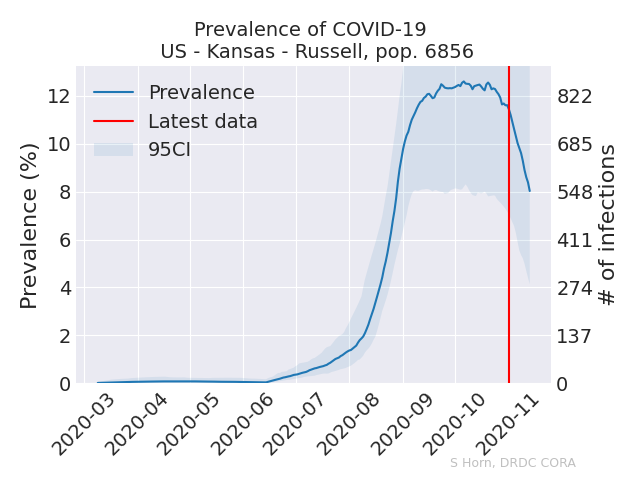 Prevalence of COVID-19
US - Kansas - Russell, pop. 6856
Prevalence
Latest data
95CI
Prevalence (%)
12
10
8
6
4
2
0
822
685
548
411
274
137
0
# of infections
2020-03
2020-04
2020-05
2020-06
2020-07
2020-08
2020-09
2020-10
2020-11
S Horn, DRDC CORA